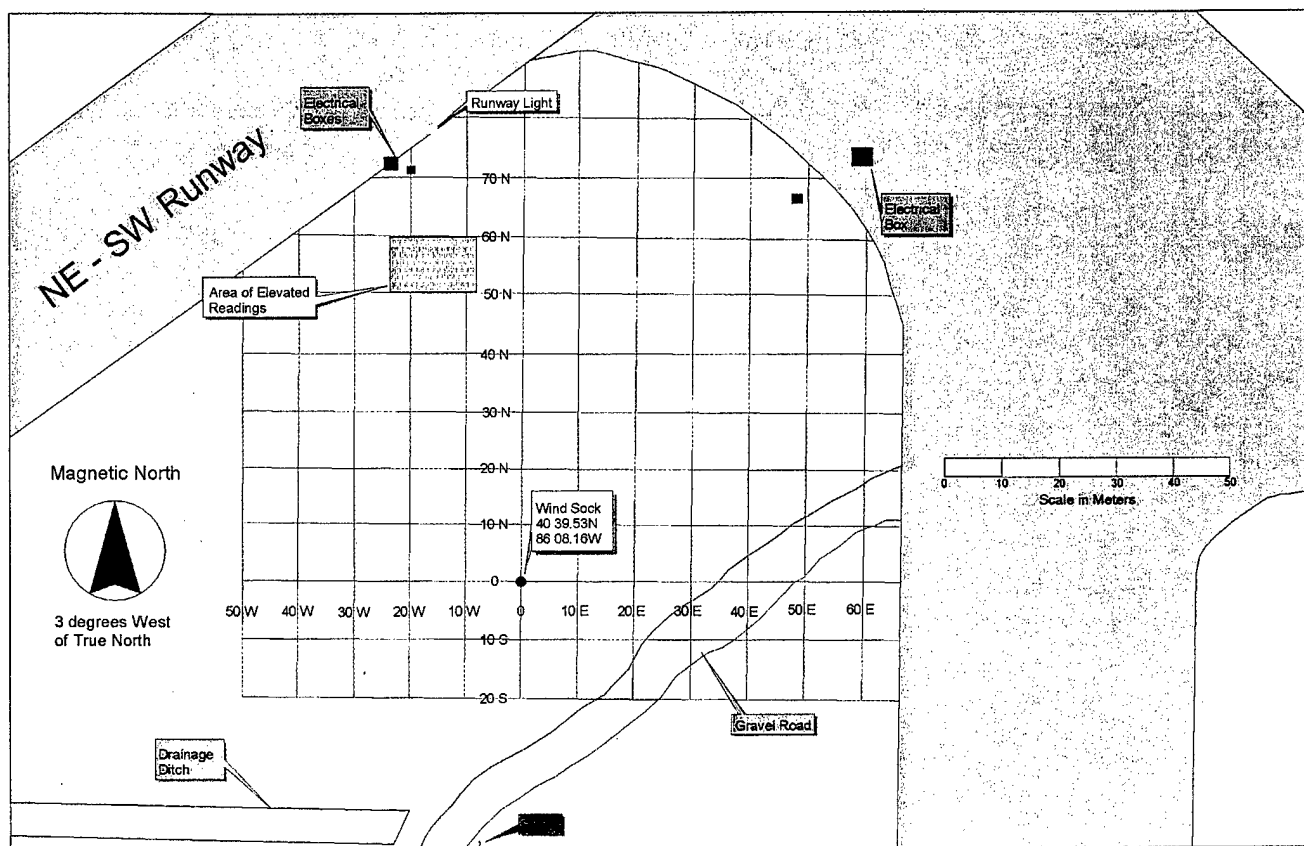 Electrical
Boxes
Runway Light
NE - SW Runway
70 N
Electrical
Box
60 N
Area of Elevated
Readings
50 N
40 N
30 N
Magnetic North
20 N
0 10 20 30 40 50
Scale in Meters
Wind Sock
40 39.53N
86 08.16W
10 N
0
50 W 40 W 30 W 20 W 10 W 0 10 E 20 E 30 E 40 E 50 E 60 E
3 degrees West
of True North
10 S
20 S
Gravel Road
Drainage
Ditch